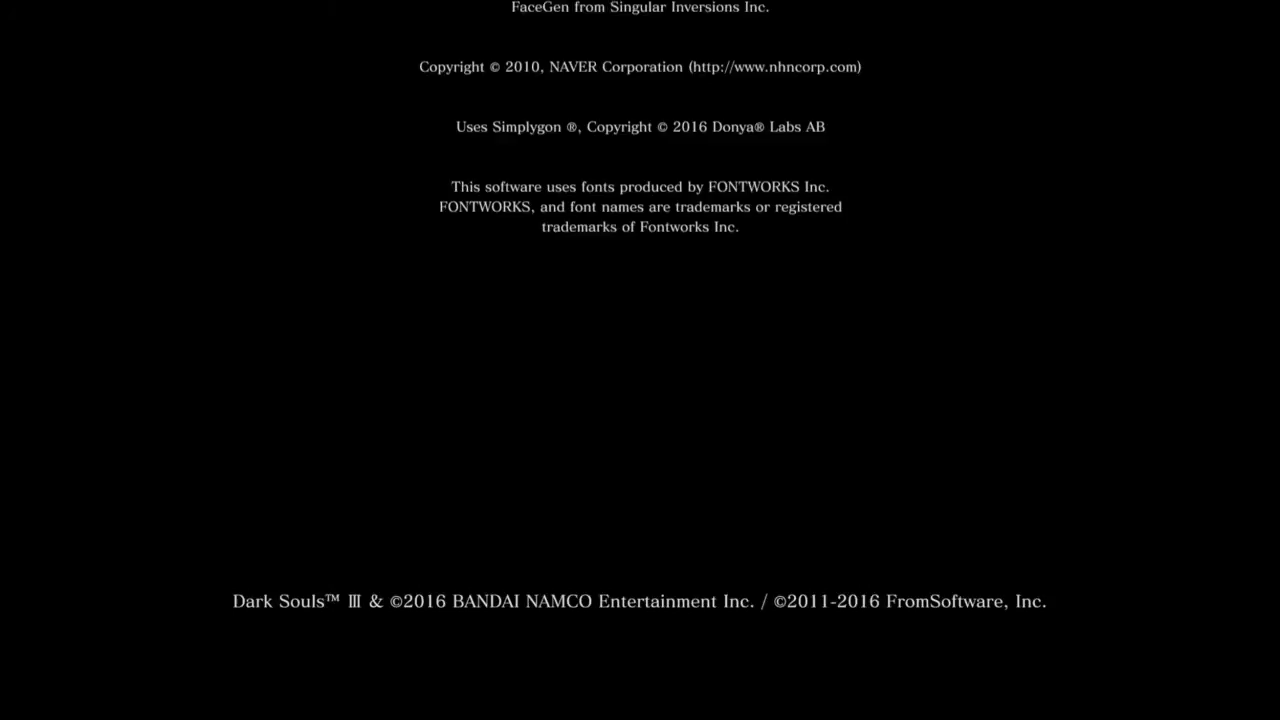 FaceGen from Singular Inversions Inc.
Copyright © 2010, NAVER Corporation (http://www.nhncorp.com)
Uses Simplygon ®, Copyright © 2016 Donya® Labs AB
This software uses fonts produced by FONTWORKS Inc.
FONTWORKS, and font names are trademarks or registered
trademarks of Fontworks Inc.
Dark Souls™ Ⅲ & ©2016 BANDAI NAMCO Entertainment Inc. / ©2011-2016 FromSoftware, Inc.